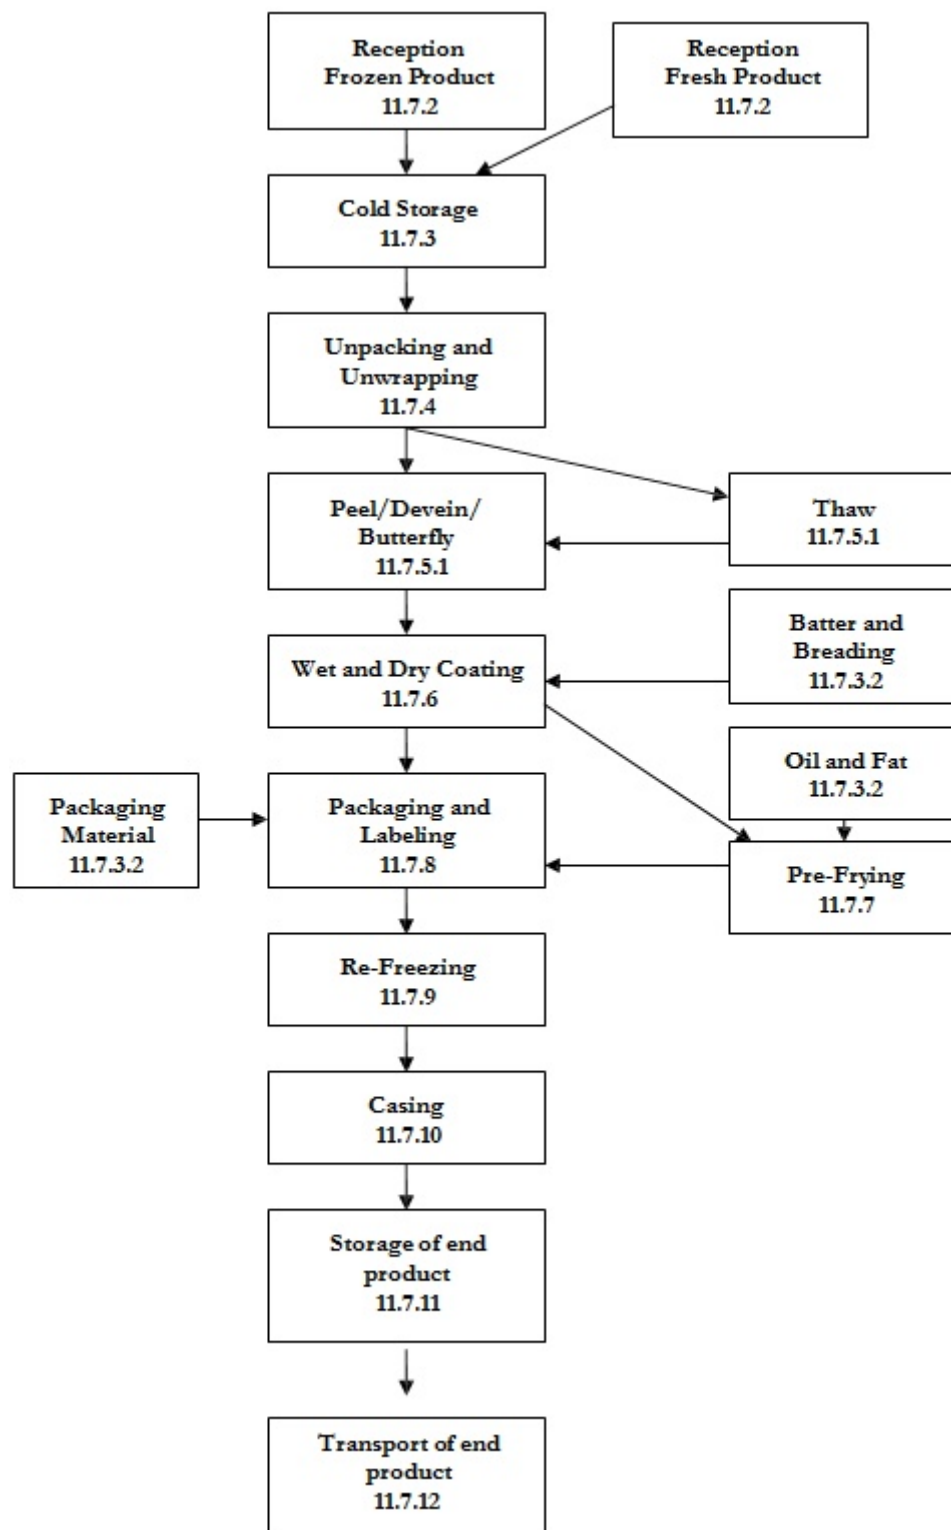 Reception
Frozen Product
11.7.2
Reception
Fresh Product
11.7.2
Cold Storage
11.7.3
Unpacking and
Unwrapping
11.7.4
Peel/Devein/
Butterfly
11.7.5.1
Thaw
11.7.5.1
Batter and
Breading
11.7.3.2
Wet and Dry Coating
11.7.6
Oil and Fat
11.7.3.2
Packaging
Material
11.7.3.2
Packaging and
Labeling
11.7.8
Pre-Frying
11.7.7
Re-Freezing
11.7.9
Casing
11.7.10
Storage of end
product
11.7.11
Transport of end
product
11.7.12